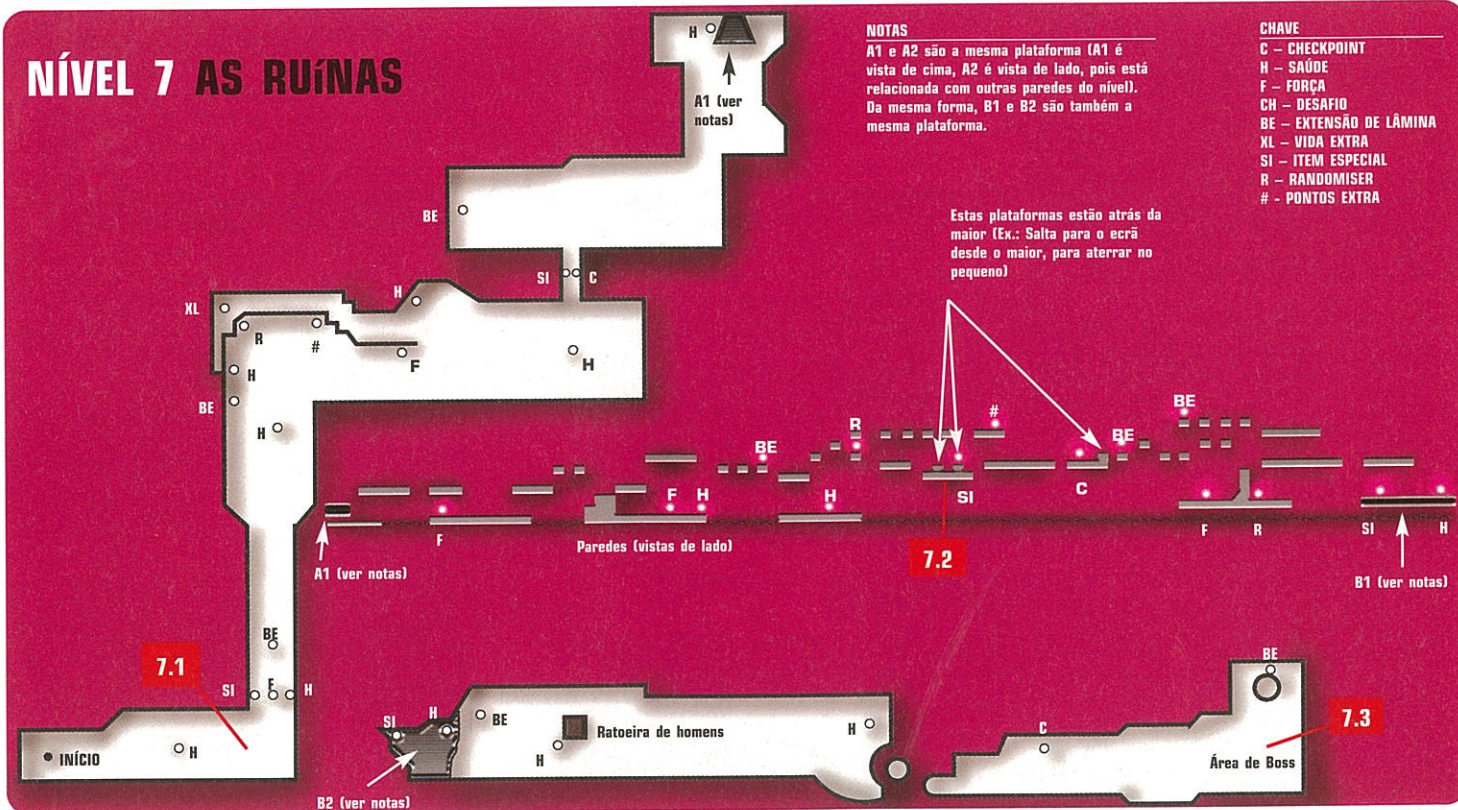 NÍVEL 7 AS RUÍNAS
NOTAS
A1 e A2 são a mesma plataforma (A1 é
vista de cima, A2 é vista de lado, pois está
relacionada com outras paredes do nível).
Da mesma forma, B1 e B2 são também a
mesma plataforma.
CHAVE
C – CHECKPOINT
H – SAÚDE
F – FORÇA
CH – DESAFIO
BE – EXTENSÃO DE LÂMINA
XL – VIDA EXTRA
SI – ITEM ESPECIAL
R – RANDOMISER
# - PONTOS EXTRA
H
A1 (ver
notas)
BE
Estas plataformas estão atrás da
maior (Ex.: Salta para o ecrã
desde o maior, para aterrar no
pequeno)
SI C
XL
H
R
#
F
H
H
BE
H
BE
BE
#
R
BE
BE
F H
H
SI
C
F
F R
SI H
Paredes (vistas de lado)
7.2
A1 (ver notas)
B1 (ver notas)
BE
7.1
SI F H
INÍCIO
H
SI
H
BE
Ratoeira de homens
H
H
B2 (ver notas)
BE
C
7.3
Área de Boss